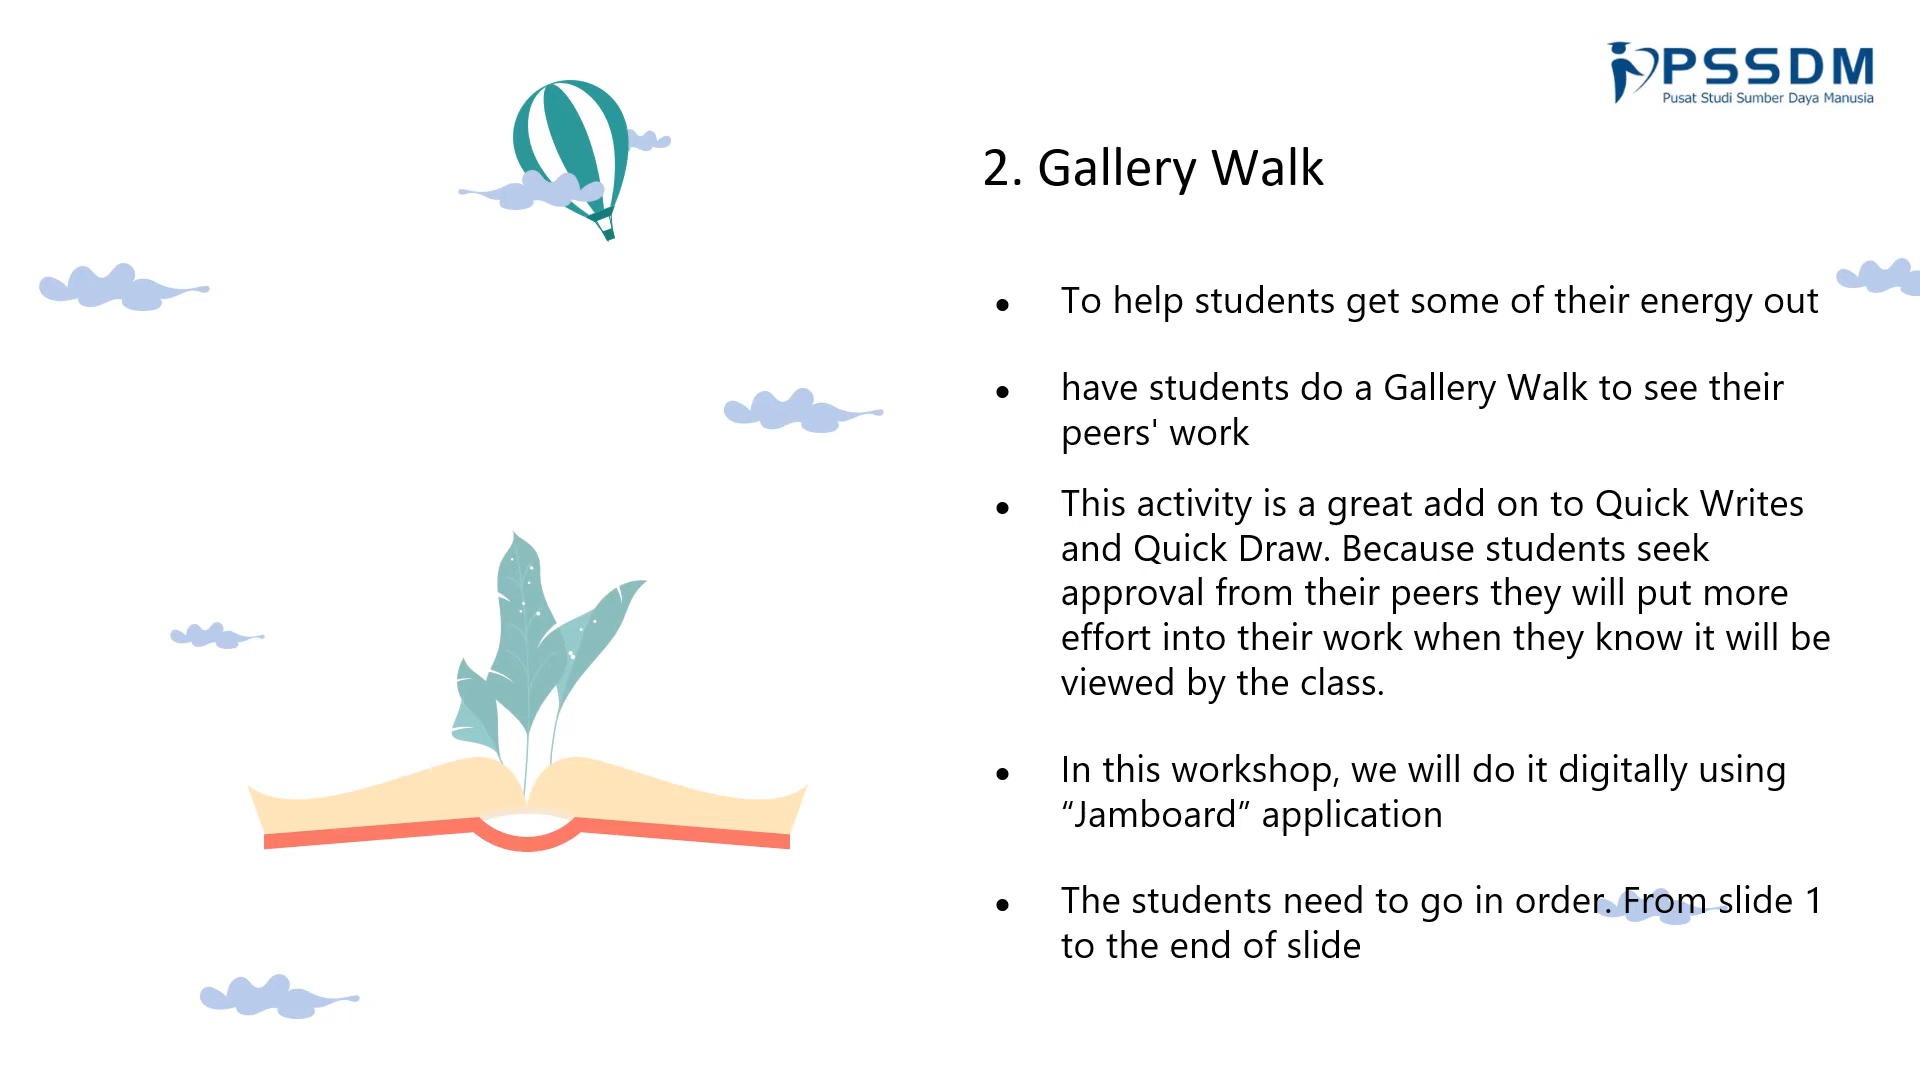 PSSDM
Pusat Studi Sumber Daya Manusia
2. Gallery Walk
● To help students get some of their energy out
● have students do a Gallery Walk to see their
peers' work
● This activity is a great add on to Quick Writes
and Quick Draw. Because students seek
approval from their peers they will put more
effort into their work when they know it will be
viewed by the class.
● In this workshop, we will do it digitally using
“Jamboard” application
● The students need to go in order. From slide 1
to the end of slide